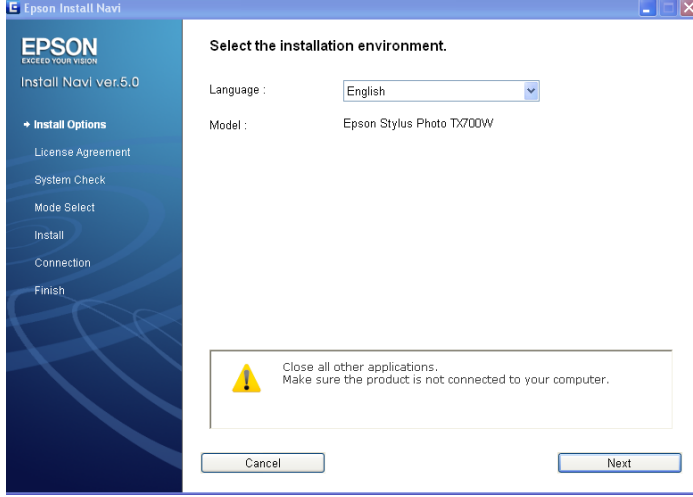 Epson Install Navi
EPSON
EXCEED YOUR VISION
Install Navi ver.5.0
Install Options
License Agreement
System Check
Mode Select
Install
Connection
Finish
Select the installation environment.
Language : English
Model : Epson Stylus Photo TX700W
Close all other applications.
Make sure the product is not connected to your computer.
Cancel Next